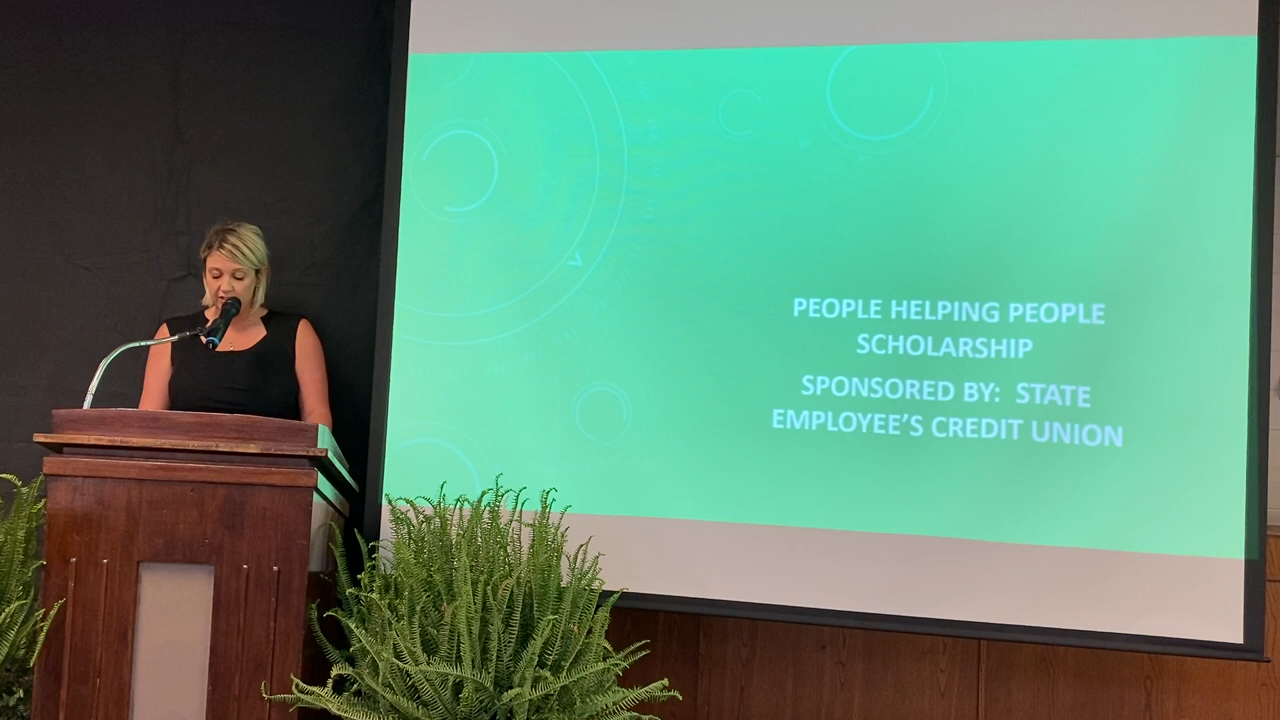 PEOPLE HELPING PEOPLE
SCHOLARSHIP
SPONSORED BY: STATE
EMPLOYEE'S CREDIT UNION